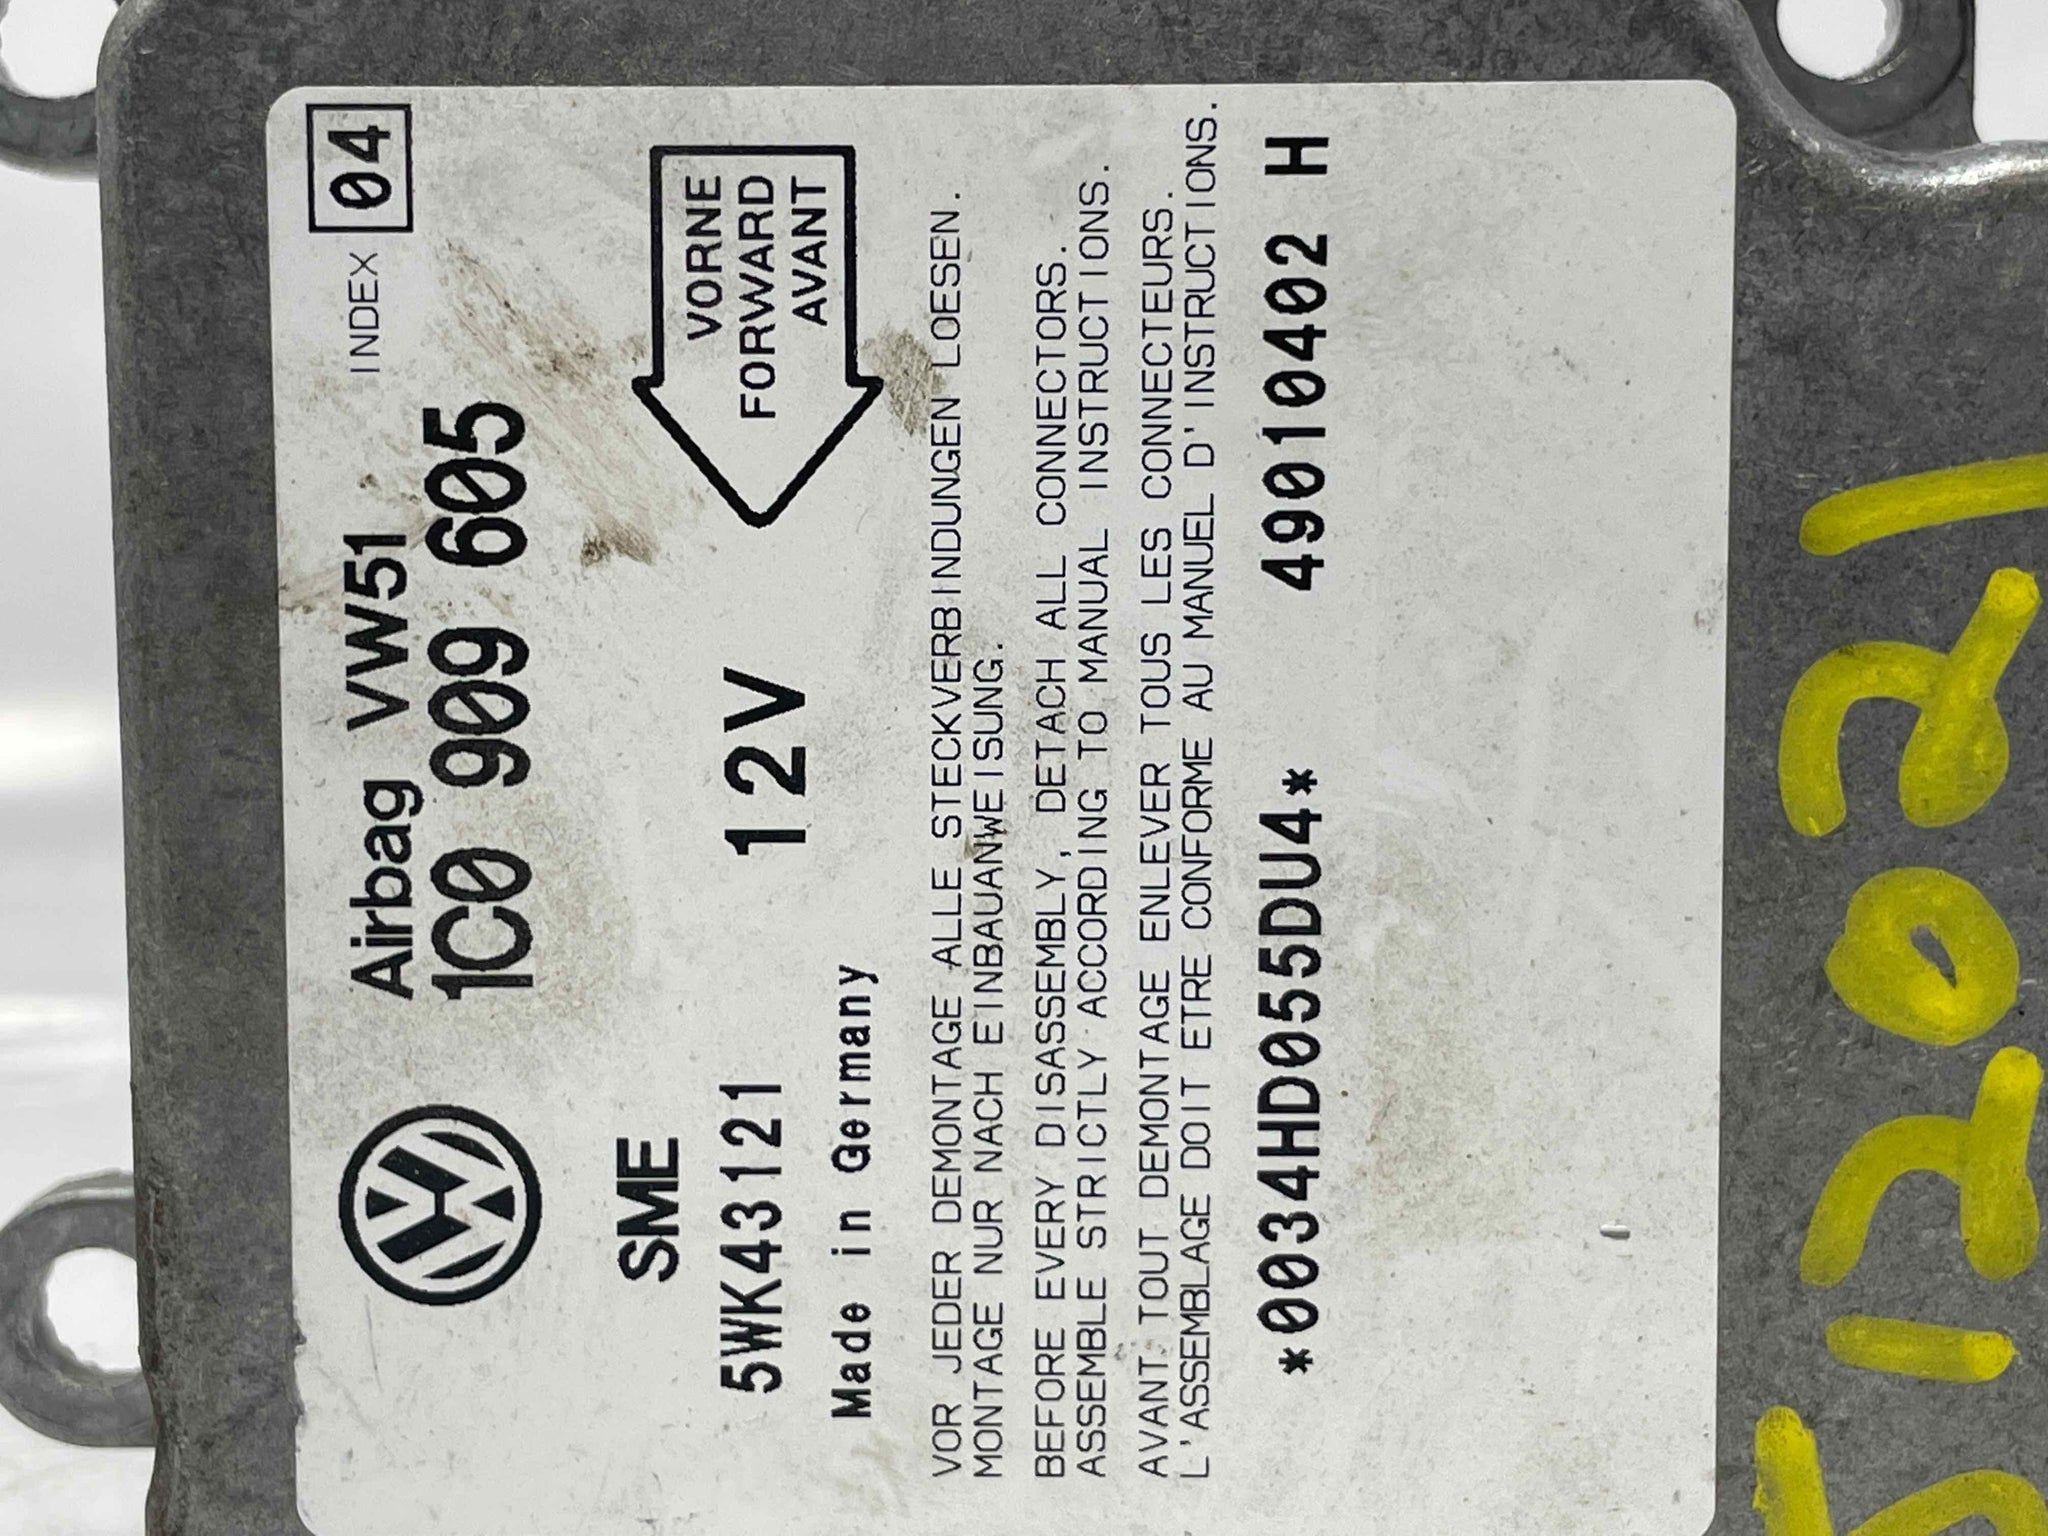 Airbag VW51
INDEX 04
1C0 909 605
SME
5WK43121
12V
VORNE
FORWARD
AVANT
Made in Germany
VOR JEDER DEMONTAGE ALLE STECKVERBINDUNGEN LOESEN.
MONTAGE NUR NACH EINBAUANWEISUNG.
BEFORE EVERY DISASSEMBLY, DETACH ALL CONNECTORS.
ASSEMBLE STRICTLY ACCORDING TO MANUAL INSTRUCTIONS.
AVANT TOUT DEMONTAGE ENLEVER TOUS LES CONNECTEURS.
L'ASSEMBLAGE DOIT ETRE CONFORME AU MANUEL D'INSTRUCTIONS.
*0034HD055DU4* 49010402 H